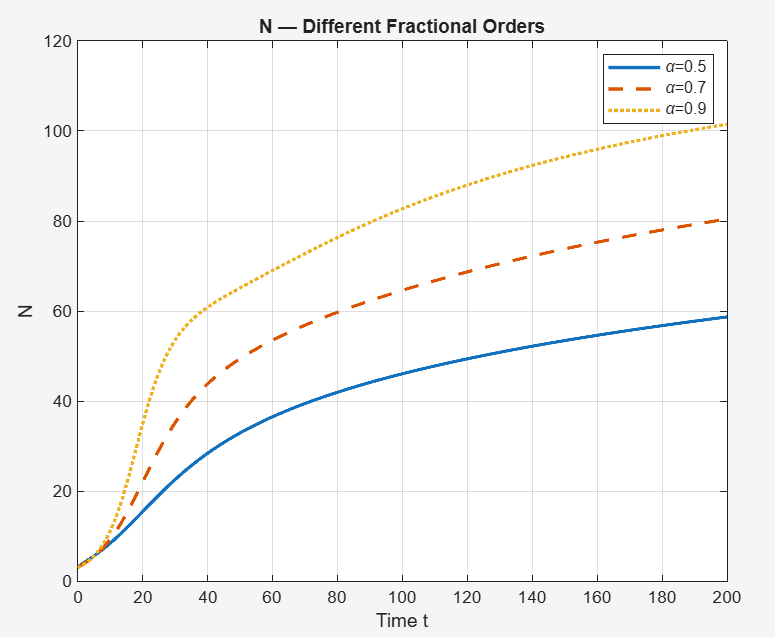 N — Different Fractional Orders
120
100
80
60
40
20
0
N
α=0.5
α=0.7
α=0.9
0 20 40 60 80 100 120 140 160 180 200
Time t